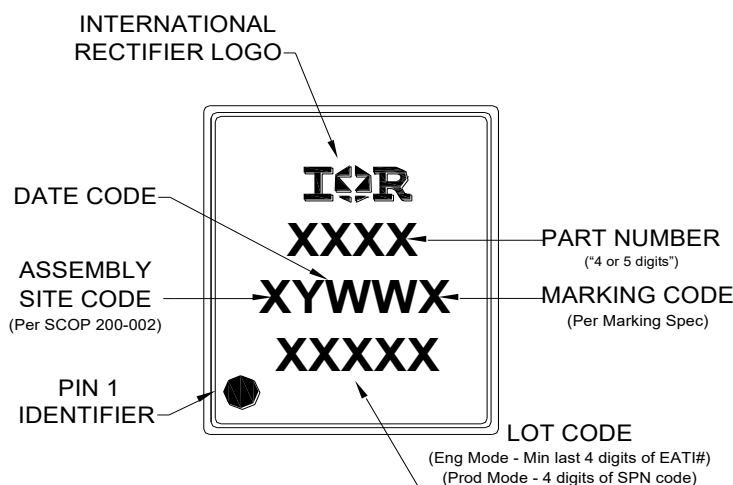 INTERNATIONAL
RECTIFIER LOGO
IOR
DATE CODE
XXXX
PART NUMBER
(“4 or 5 digits”)
ASSEMBLY
SITE CODE
(Per SCOP 200-002)
XYWWX
MARKING CODE
(Per Marking Spec)
XXXXX
PIN 1
IDENTIFIER
LOT CODE
(Eng Mode - Min last 4 digits of EATI#)
(Prod Mode - 4 digits of SPN code)